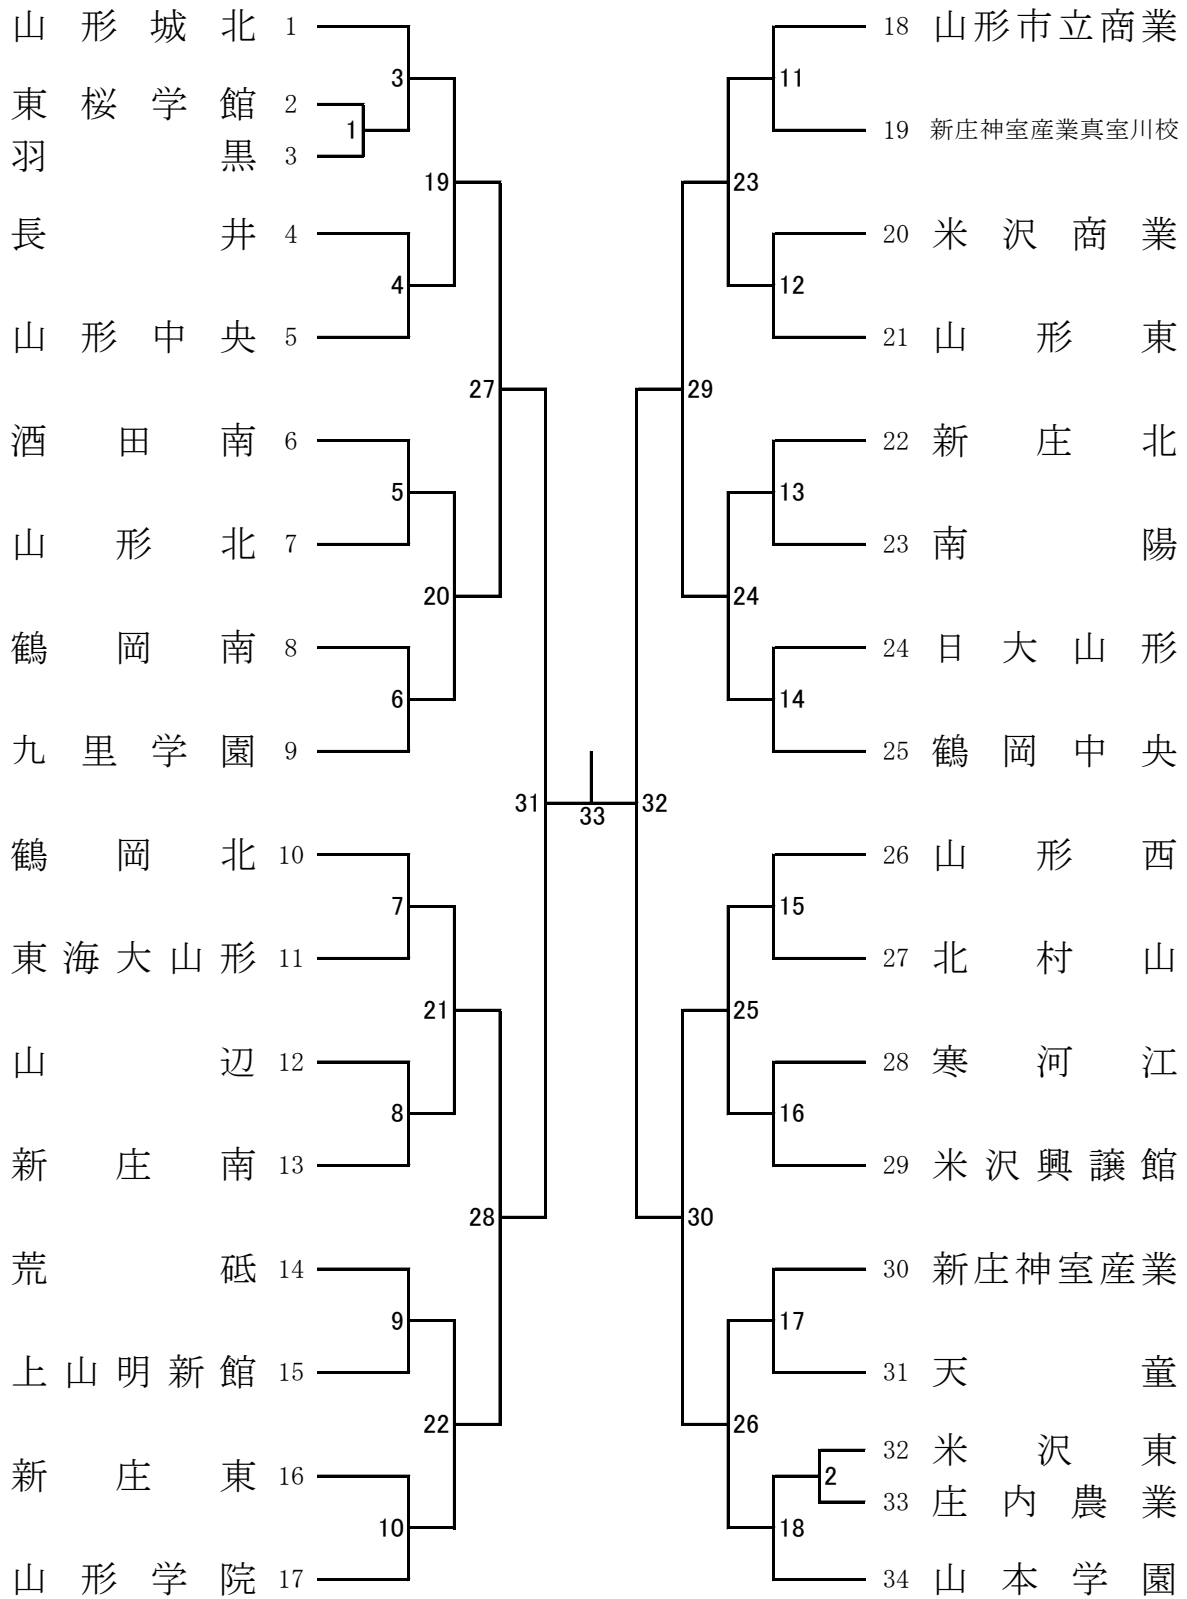 山形城北 1
3
東桜学館 2
1
羽黒 3
19
長井 4
4
山形中央 5
27
酒田南 6
5
山形北 7
20
鶴岡南 8
6
九里学園 9
31
鶴岡北 10
7
東海大山形 11
21
山辺 12
8
新庄南 13
28
荒砥 14
9
上山明新館 15
22
新庄東 16
10
山形学院 17
33
18 山形市立商業
11
19 新庄神室産業真室川校
23
20 米沢商業
12
21 山形東
29
22 新庄北
13
23 南陽
24
24 日大山形
14
25 鶴岡中央
32
26 山形西
15
27 北村山
25
28 寒河江
16
29 米沢興譲館
30
30 新庄神室産業
17
31 天童
26
32 米沢東
2
33 庄内農業
18
34 山本学園